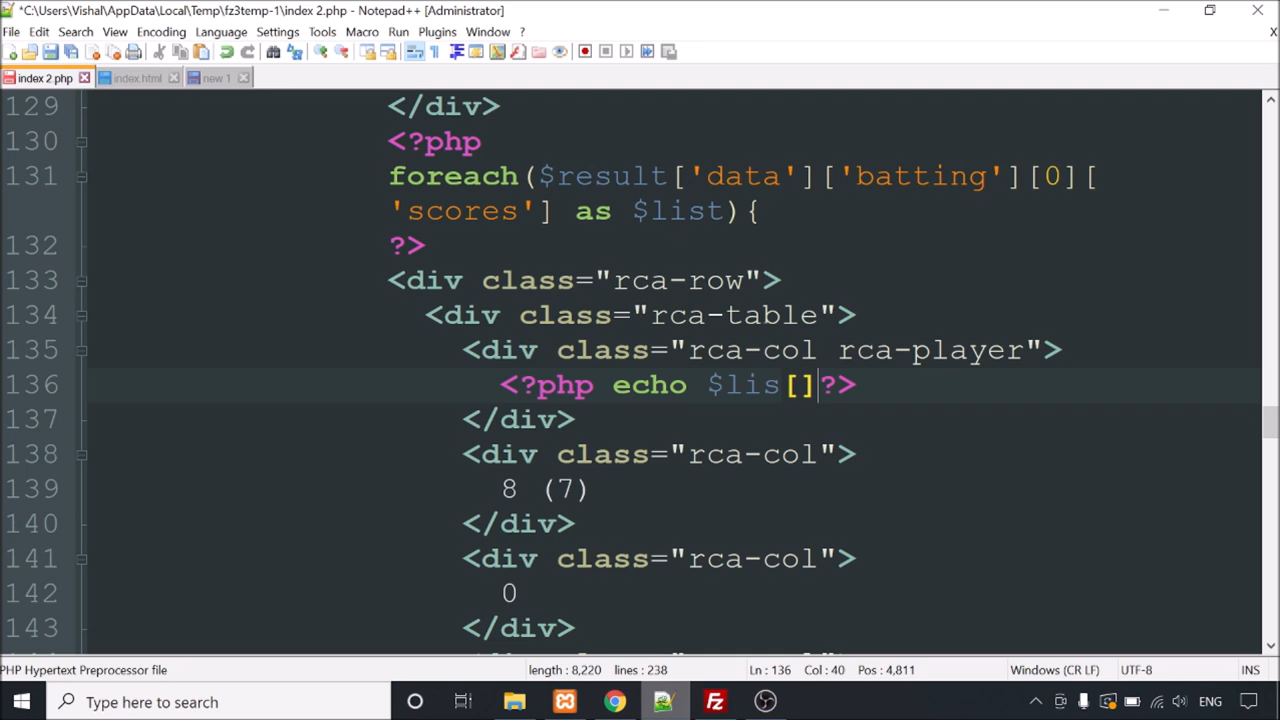 *C:\Users\Vishal\AppData\Local\Temp\fz3temp-1\index 2.php - Notepad++ [Administrator]
File Edit Search View Encoding Language Settings Tools Macro Run Plugins Window ? X
index 2.php index.html new 1
129 </div>
130 <?php
131 foreach($result['data']['batting'][0][
'scores'] as $list){
132 ?>
133 <div class="rca-row">
134 <div class="rca-table">
135 <div class="rca-col rca-player">
136 <?php echo $lis[]?>
137 </div>
138 <div class="rca-col">
139 8 (7)
140 </div>
141 <div class="rca-col">
142 0
143 </div>
PHP Hypertext Preprocessor file length : 8,220 lines : 238 Ln : 136 Col : 40 Pos : 4,811 Windows (CR LF) UTF-8 INS
Type here to search ENG